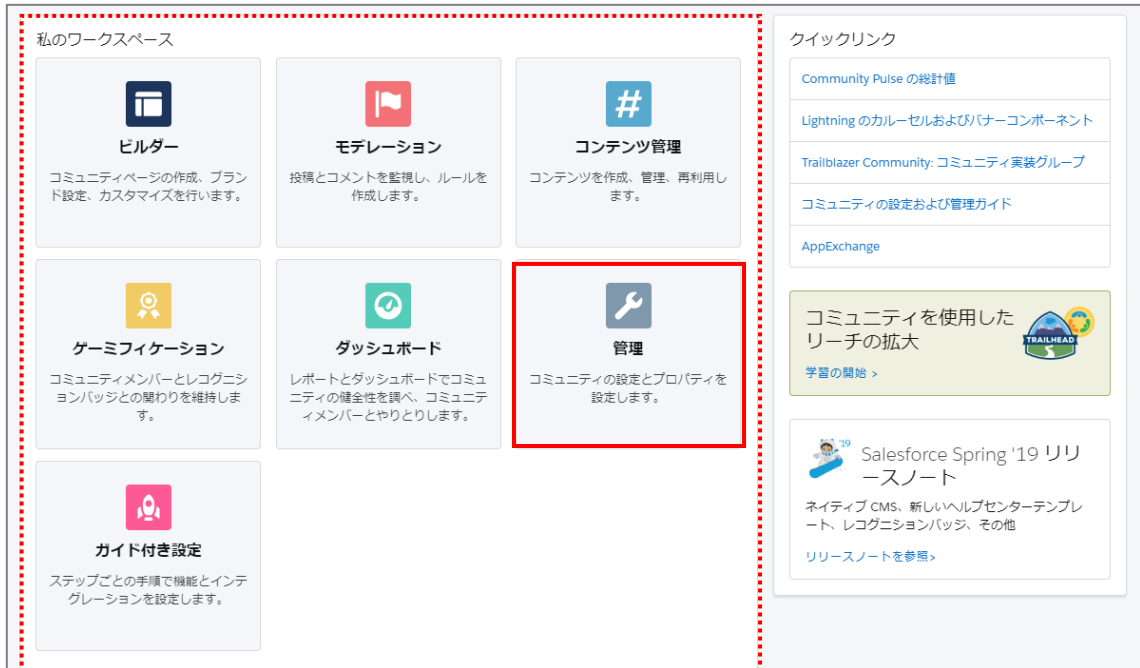 私のワークスペース
ビルダー
コミュニティページの作成、ブラン
ド設定、カスタマイズを行います。
モデレーション
投稿とコメントを監視し、ルールを
作成します。
コンテンツ管理
コンテンツを作成、管理、再利用し
ます。
ゲーミフィケーション
コミュニティメンバーとレコグニシ
ョンバッジとの関わりを維持しま
す。
ダッシュボード
レポートとダッシュボードでコミュ
ニティの健全性を調べ、コミュニテ
ィメンバーとやりとりします。
管理
コミュニティの設定とプロパティを
設定します。
ガイド付き設定
ステップごとの手順で機能とインテ
グレーションを設定します。
クイックリンク
Community Pulse の総計値
Lightning のカルーセルおよびバナーコンポーネント
Trailblazer Community: コミュニティ実装グループ
コミュニティの設定および管理ガイド
AppExchange
コミュニティを使用した
リーチの拡大
学習の開始 >
TRAILHEAD
'19
Salesforce Spring '19 リリ
ースノート
ネイティブ CMS、新しいヘルプセンターテンプレ
ート、レコグニションバッジ、その他
リリースノートを参照>